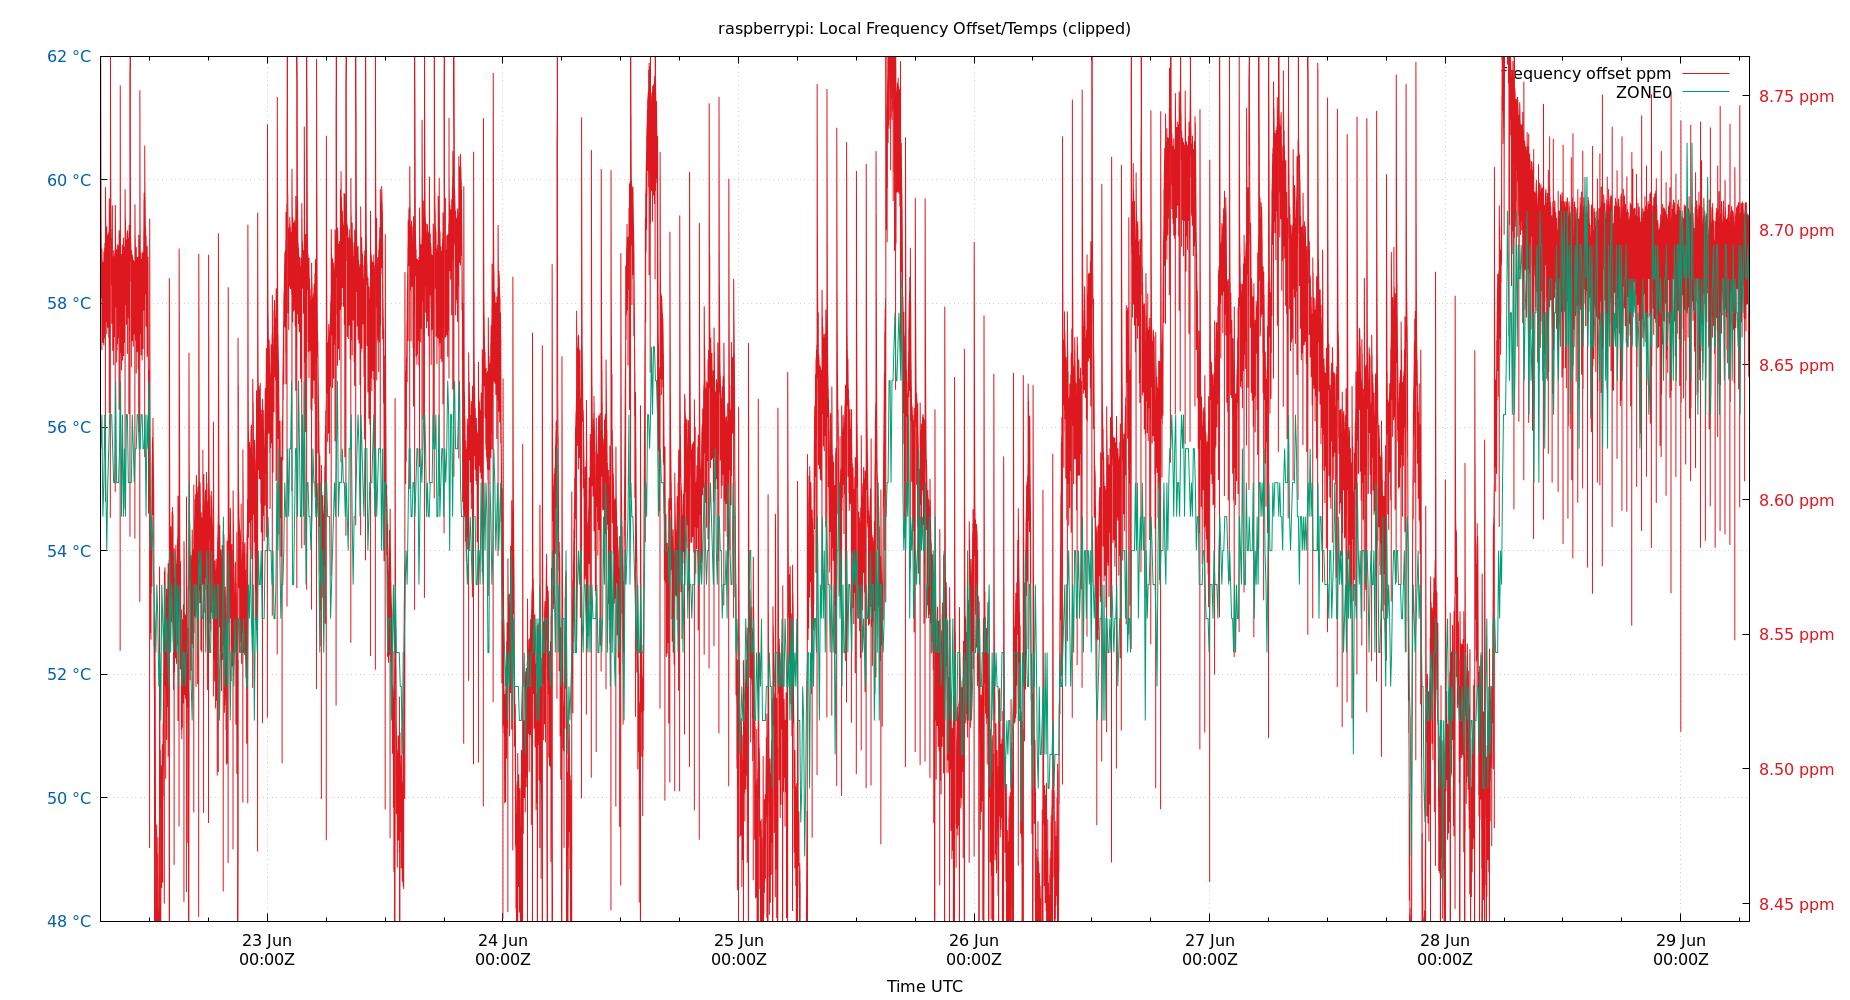 raspberrypi: Local Frequency Offset/Temps (clipped)
62 °C
60 °C
58 °C
56 °C
54 °C
52 °C
50 °C
48 °C
frequency offset ppm
ZONE0
8.75 ppm
8.70 ppm
8.65 ppm
8.60 ppm
8.55 ppm
8.50 ppm
8.45 ppm
23 Jun
00:00Z
24 Jun
00:00Z
25 Jun
00:00Z
26 Jun
00:00Z
27 Jun
00:00Z
28 Jun
00:00Z
29 Jun
00:00Z
Time UTC